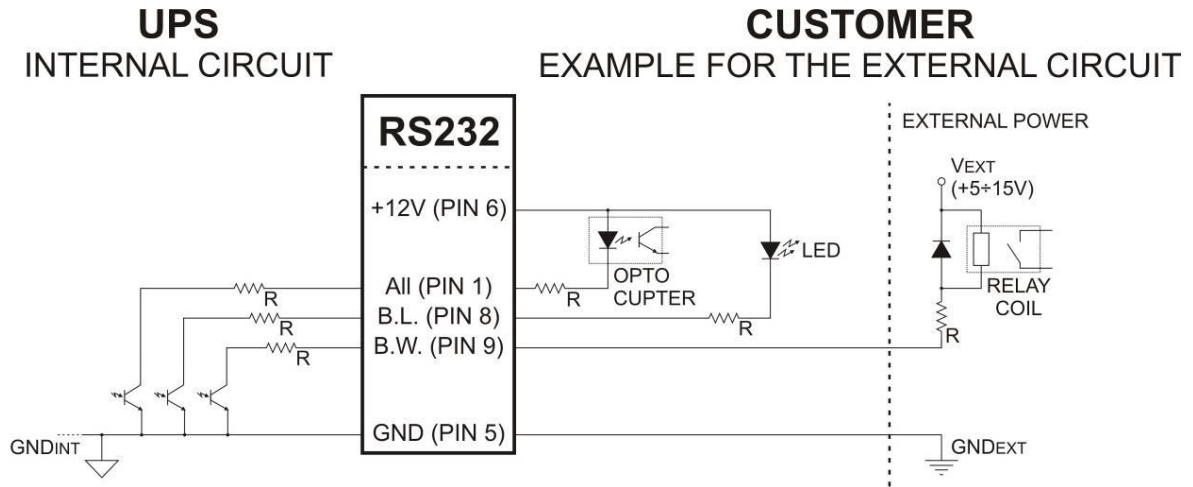 UPS
INTERNAL CIRCUIT
CUSTOMER
EXAMPLE FOR THE EXTERNAL CIRCUIT
RS232
+12V (PIN 6)
All (PIN 1)
B.L. (PIN 8)
B.W. (PIN 9)
GND (PIN 5)
R
R
R
GNDINT
OPTO
CUPTER
R
LED
R
EXTERNAL POWER
VEXT
(+5÷15V)
RELAY
COIL
R
GNDEXT